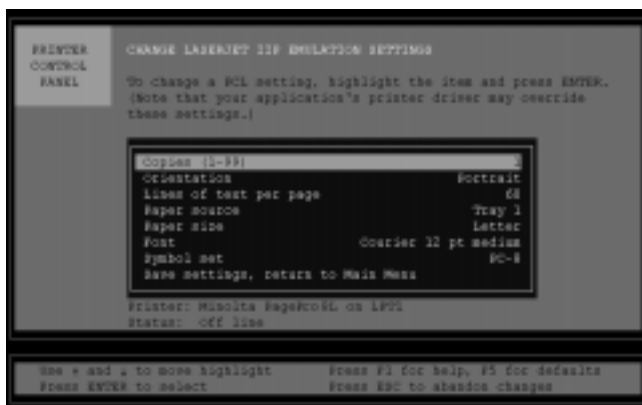 PRINTER
CONTROL
PANEL
CHANGE LASERJET IIP EMULATION SETTINGS
To change a PCL setting, highlight the item and press ENTER.
(Note that your application's printer driver may override
these settings.)
Copies (1-99) 1
Orientation Portrait
Lines of text per page 60
Paper source Tray 1
Paper size Letter
Font Courier 12 pt medium
Symbol set PC-8
Save settings, return to Main Menu
Printer: Minolta PagePro on LPT1
Status: Off line
Use and to move highlight Press F1 for help, F5 for defaults
Press ENTER to select Press ESC to abandon changes